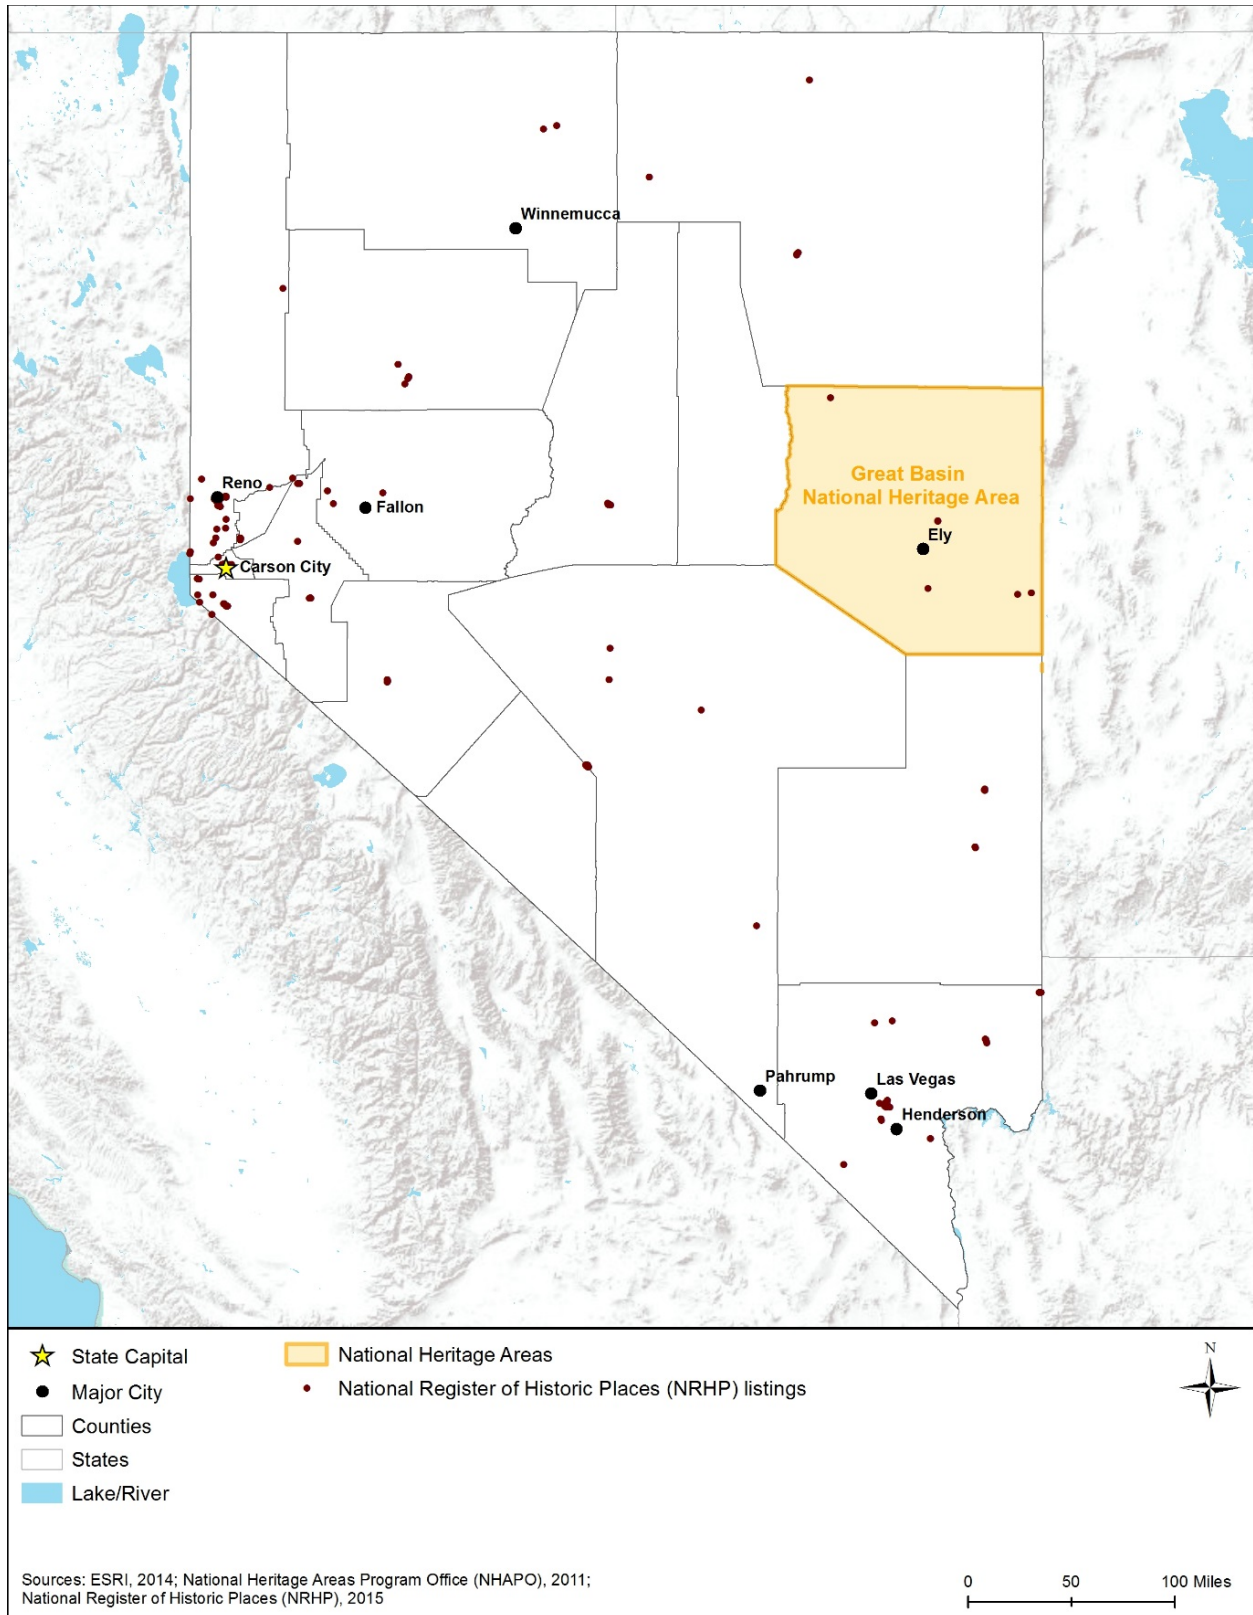 Winnemucca
Reno
Fallon
Great Basin
National Heritage Area
Ely
Carson City
Pahrump
Las Vegas
Henderson
State Capital
Major City
Counties
States
Lake/River
National Heritage Areas
National Register of Historic Places (NRHP) listings
N
Sources: ESRI, 2014; National Heritage Areas Program Office (NHAPO), 2011;
National Register of Historic Places (NRHP), 2015
0 50 100 Miles